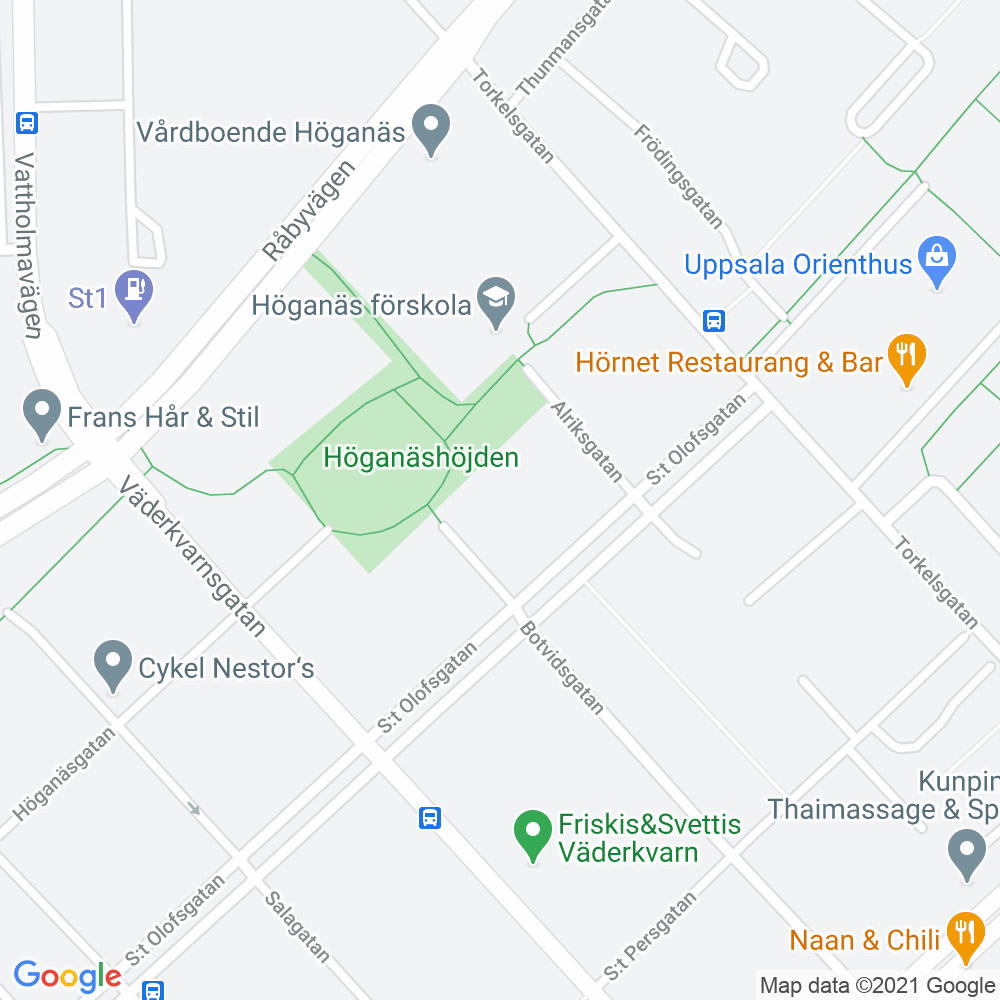 Thunmansgatan
Torkelsgatan
Vårdboende Höganäs
Frödingsgatan
Vattholmavägen
Råbyvägen
Uppsala Orienthus
St1
Höganäs förskola
Hörnet Restaurang & Bar
Frans Hår & Stil
Alriksgatan
S:t Olofsgatan
Höganäshöjden
Väderkvarnsgatan
Torkelsgatan
Botvidsgatan
Cykel Nestor's
S:t Olofsgatan
Höganäsgatan
Kunpin
Thaimassage & Sp
Friskis&Svettis
Väderkvarn
S:t Olofsgatan
Salagatan
S:t Persgatan
Naan & Chili
Google
Map data ©2021 Google